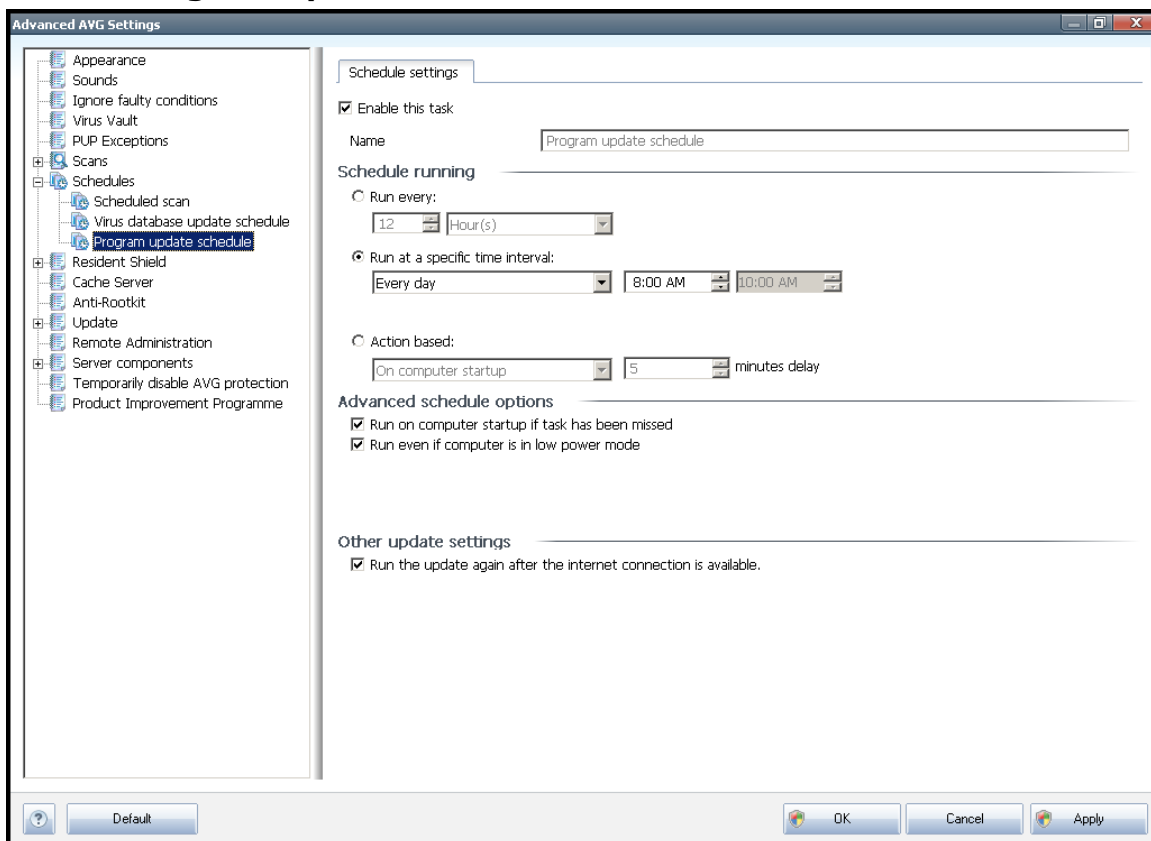 Advanced AVG Settings
Appearance
Sounds
Ignore faulty conditions
Virus Vault
PUP Exceptions
Scans
Schedules
Scheduled scan
Virus database update schedule
Program update schedule
Resident Shield
Cache Server
Anti-Rootkit
Update
Remote Administration
Server components
Temporarily disable AVG protection
Product Improvement Programme
Schedule settings
Enable this task
Name Program update schedule
Schedule running
Run every:
12 Hour(s)
Run at a specific time interval:
Every day 8:00 AM 10:00 AM
Action based:
On computer startup 5 minutes delay
Advanced schedule options
Run on computer startup if task has been missed
Run even if computer is in low power mode
Other update settings
Run the update again after the internet connection is available.
? Default OK Cancel Apply